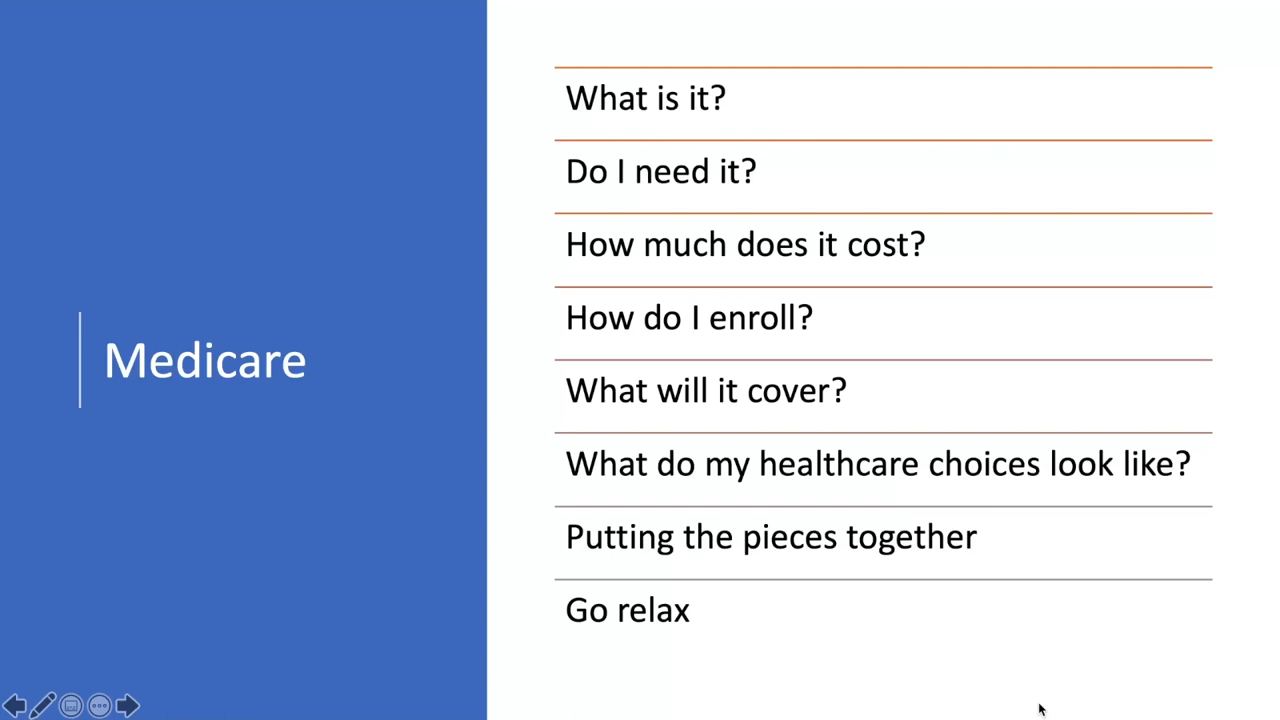 Medicare
What is it?
Do I need it?
How much does it cost?
How do I enroll?
What will it cover?
What do my healthcare choices look like?
Putting the pieces together
Go relax